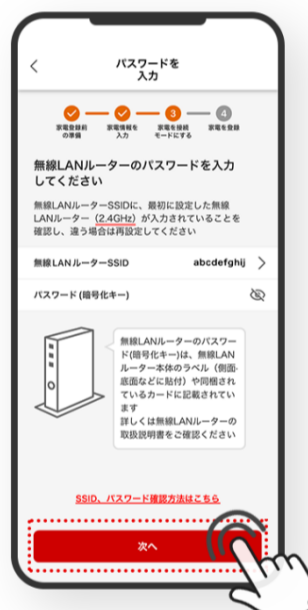 パスワードを
入力
3
4
家電登録前
の準備
家電情報を
入力
家電を接続
モードにする
家電を登録
無線LANルーターのパスワードを入力
してください
無線LANルーターSSIDに、最初に設定した無線
LANルーター（2.4GHz）が入力されていることを
確認し、違う場合は再設定してください
無線LANルーターSSID abcdefghij
パスワード (暗号化キー)
無線LANルーターのパスワー
ド(暗号化キー)は、無線LAN
ルーター本体のラベル（側面·
底面などに貼付）や同梱され
ているカードに記載されてい
ます
詳しくは無線LANルーターの
取扱説明書をご確認ください
SSID、パスワード確認方法はこちら
次へ